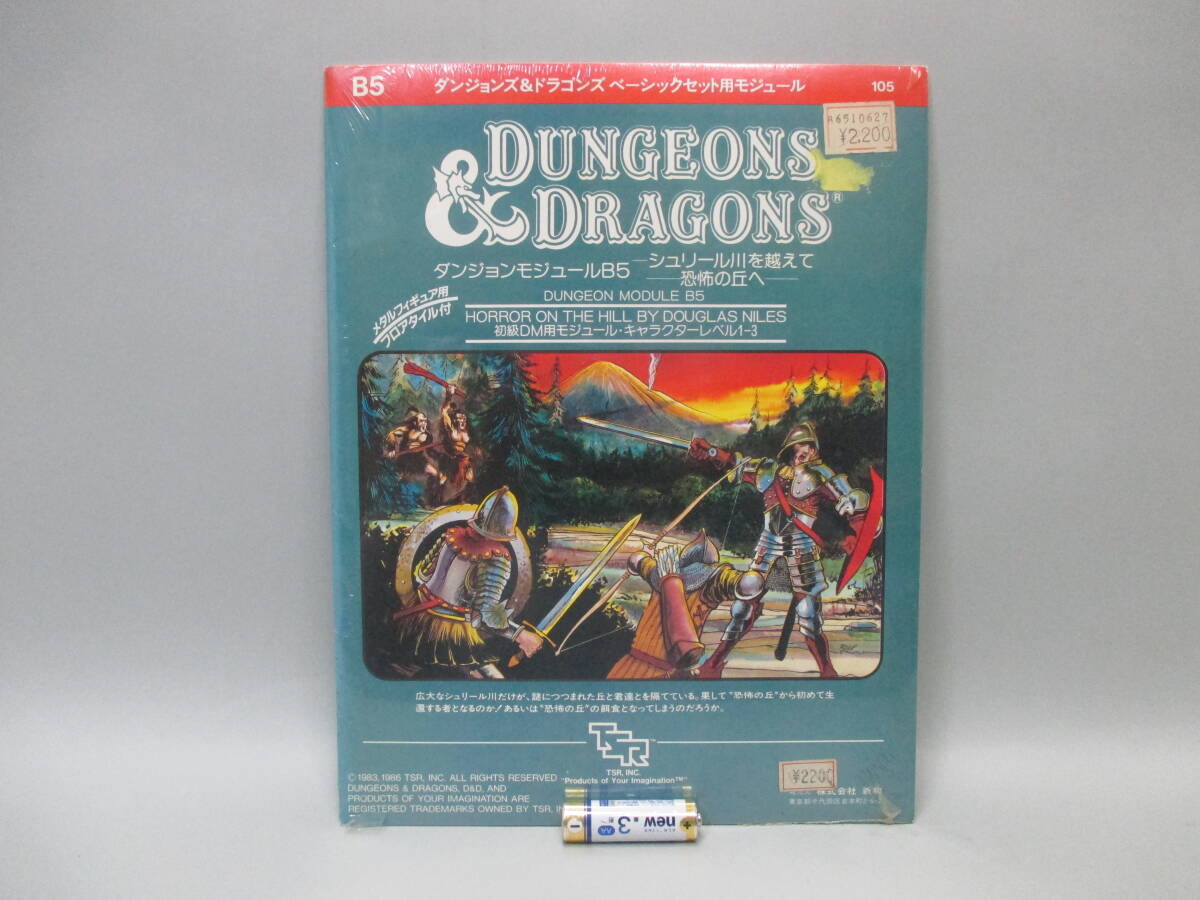 B5 ダンジョンズ&ドラゴンズ ベーシックセット用モジュール 105
A6510627
¥2,200
DUNGEONS
& DRAGONS®
ダンジョンモジュールB5 ―シュリール川を越えて
――恐怖の丘へ――
メタルフィギュア用
フロアタイル付
DUNGEON MODULE B5
HORROR ON THE HILL BY DOUGLAS NILES
初級DM用モジュール・キャラクターレベル1-3
広大なシュリール川だけが、謎につつまれた丘と君達とを隔てている。果して“恐怖の丘”から初めて生
還する者となるのか!あるいは“恐怖の丘”の餌食となってしまうのだろうか。
TSR™
TSR, INC.
"Products of Your Imagination™"
©1983, 1986 TSR, INC. ALL RIGHTS RESERVED
DUNGEONS & DRAGONS, D&D, AND
PRODUCTS OF YOUR IMAGINATION ARE
REGISTERED TRADEMARKS OWNED BY TSR, IN
¥2200
株式会社 新和
new .3 AA